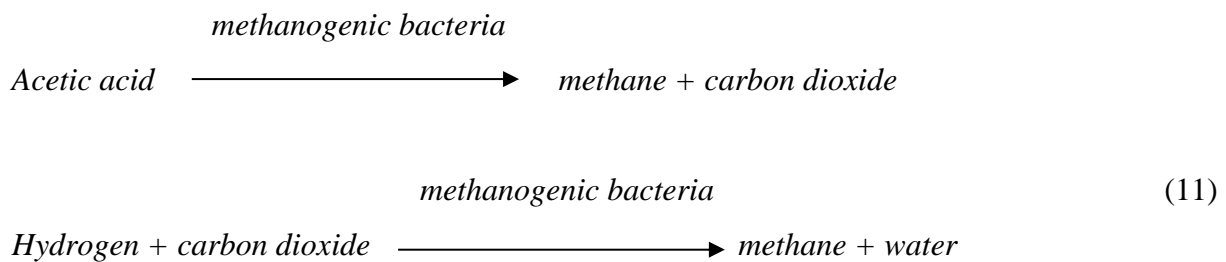 methanogenic bacteria
Acetic acid methane + carbon dioxide
methanogenic bacteria (11)
Hydrogen + carbon dioxide methane + water